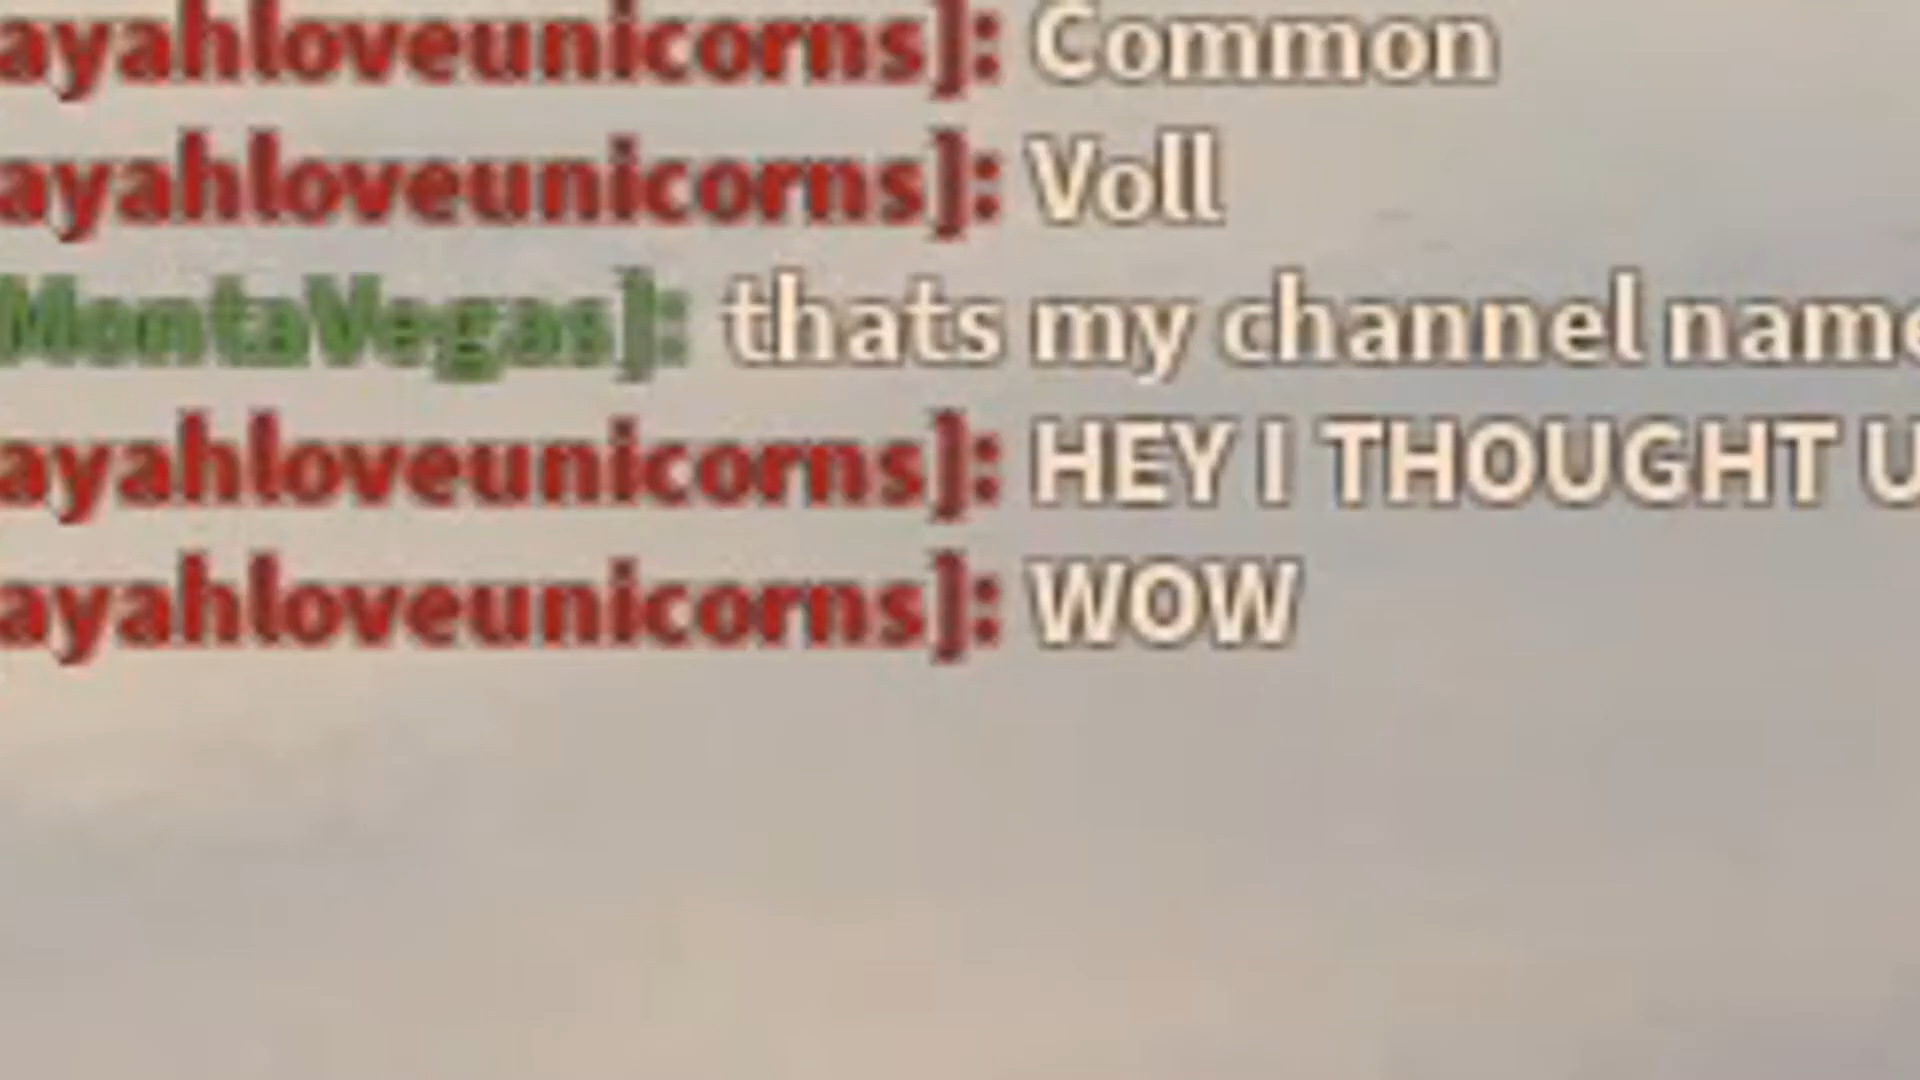 ayahloveunicorns]: Common
ayahloveunicorns]: Voll
MontaVegas]: thats my channel name
ayahloveunicorns]: HEY I THOUGHT U
ayahloveunicorns]: WOW